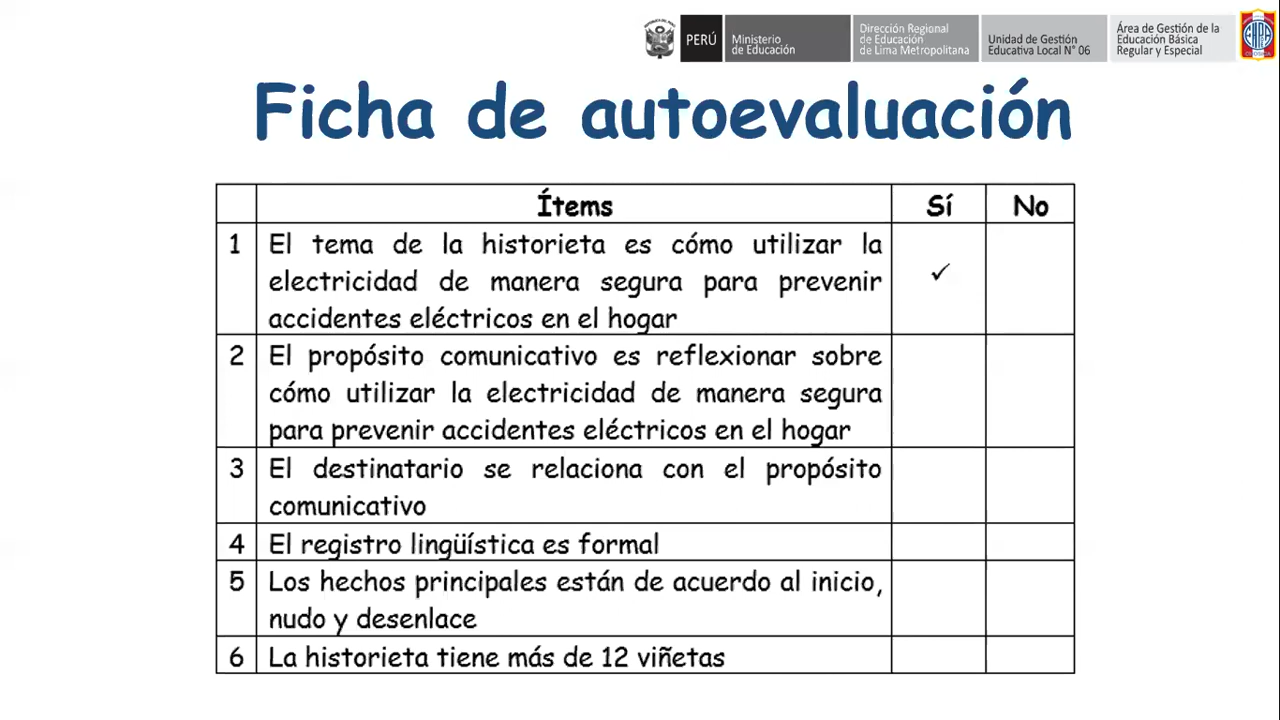 PERÚ
Ministerio
de Educación
Dirección Regional
de Educación
de Lima Metropolitana
Unidad de Gestión
Educativa Local N° 06
Área de Gestión de la
Educación Básica
Regular y Especial
Ficha de autoevaluación
Ítems Sí No
1 El tema de la historieta es cómo utilizar la
electricidad de manera segura para prevenir ✓
accidentes eléctricos en el hogar
2 El propósito comunicativo es reflexionar sobre
cómo utilizar la electricidad de manera segura
para prevenir accidentes eléctricos en el hogar
3 El destinatario se relaciona con el propósito
comunicativo
4 El registro lingüística es formal
5 Los hechos principales están de acuerdo al inicio,
nudo y desenlace
6 La historieta tiene más de 12 viñetas